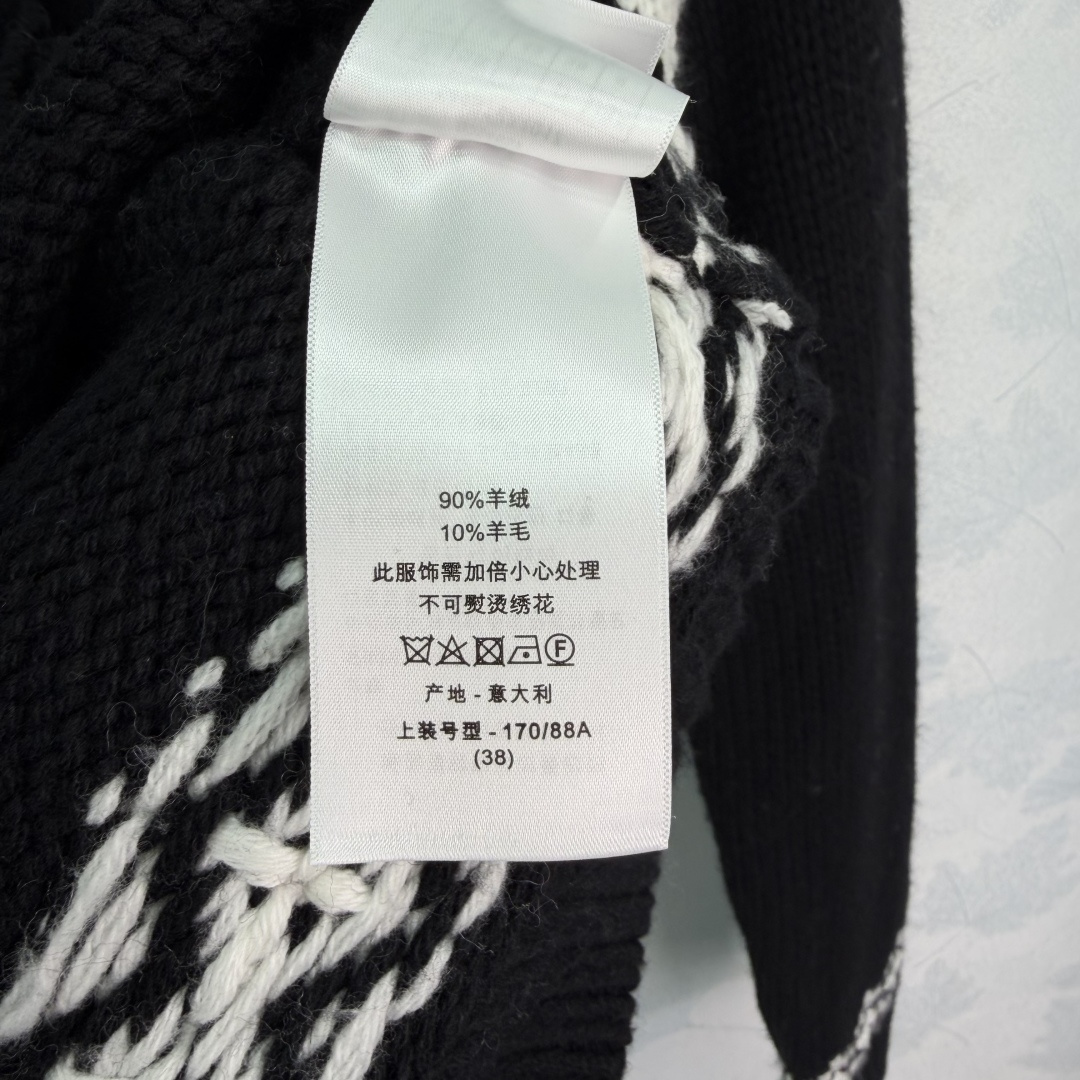 90%羊绒
10%羊毛
此服饰需加倍小心处理
不可熨烫绣花
F
产地 - 意大利
上装号型 - 170/88A
(38)